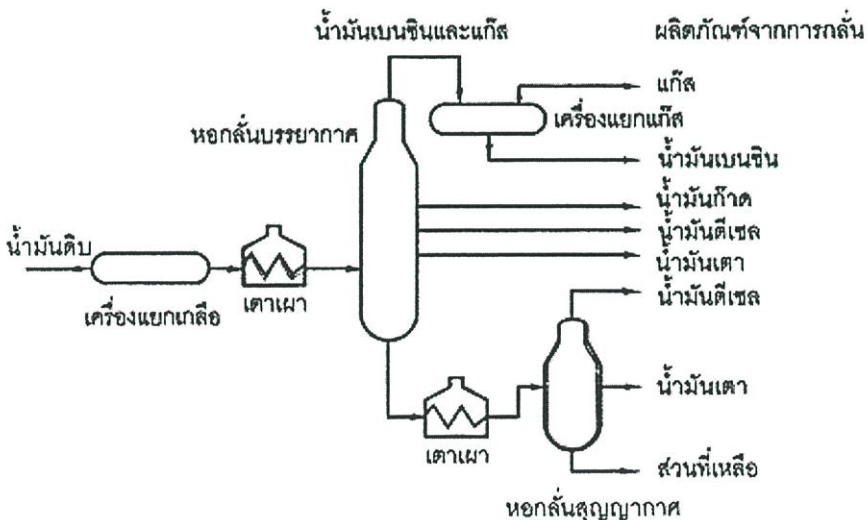 น้ำมันเบนซินและแก๊ส
ผลิตภัณฑ์จากการกลั่น
แก๊ส
เครื่องแยกแก๊ส
หอกลั่นบรรยากาศ
น้ำมันเบนซิน
น้ำมันก๊าด
น้ำมันดีเซล
น้ำมันดิบ
น้ำมันเตา
เครื่องแยกเกลือ
เตาเผา
น้ำมันดีเซล
น้ำมันเตา
เตาเผา
ส่วนที่เหลือ
หอกลั่นสุญญากาศ